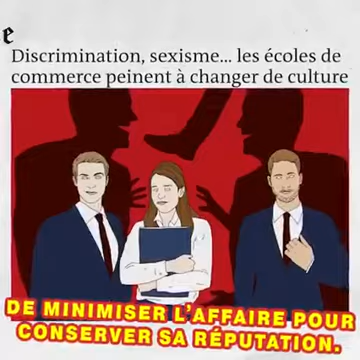 e
Discrimination, sexisme... les écoles de
commerce peinent à changer de culture
DE MINIMISER L'AFFAIRE POUR
CONSERVER SA RÉPUTATION.